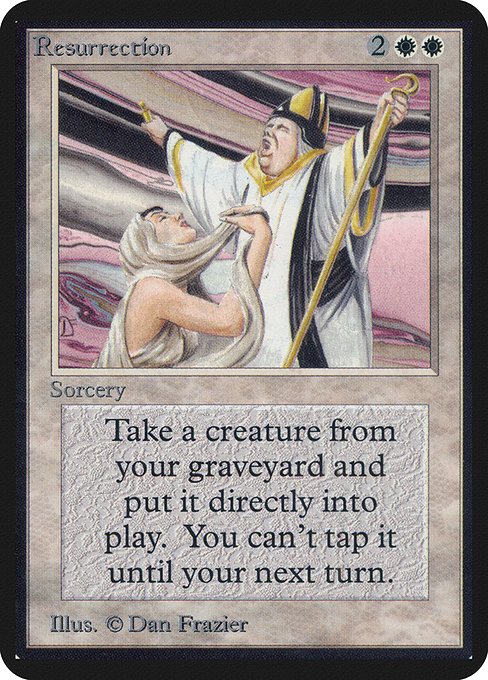 Resurrection 2
Sorcery
Take a creature from
your graveyard and
put it directly into
play. You can't tap it
until your next turn.
Illus. © Dan Frazier